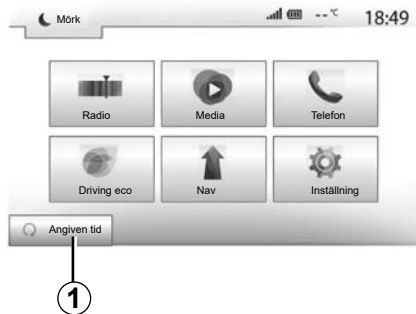 Mörk
--°C
18:49
Radio
Media
Telefon
Driving eco
Nav
Inställning
Angiven tid
1